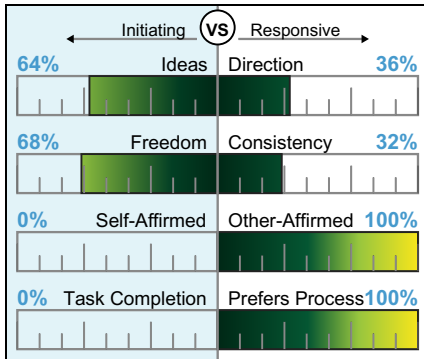 Initiating VS Responsive
64% Ideas Direction 36%
68% Freedom Consistency 32%
0% Self-Affirmed Other-Affirmed 100%
0% Task Completion Prefers Process 100%